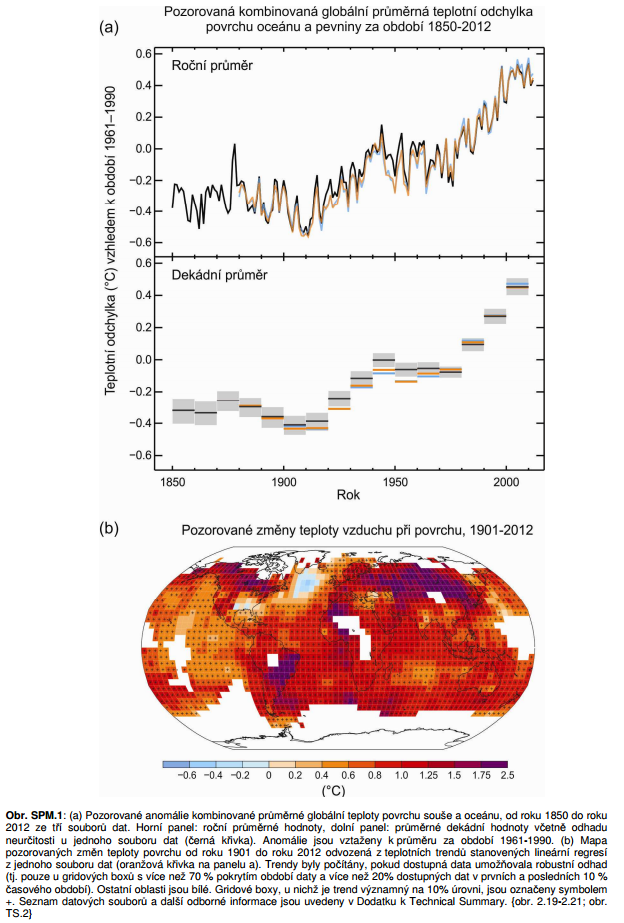 Pozorovaná kombinovaná globální průměrná teplotní odchylka
povrchu oceánu a pevniny za období 1850-2012
(a)
Teplotní odchylka (°C) vzhledem k období 1961–1990
Roční průměr
0.6
0.4
0.2
0.0
−0.2
−0.4
−0.6
Dekádní průměr
0.6
0.4
0.2
0.0
−0.2
−0.4
−0.6
1850 1900 1950 2000
Rok
(b)
Pozorované změny teploty vzduchu při povrchu, 1901-2012
−0.6 −0.4 −0.2 0 0.2 0.4 0.6 0.8 1.0 1.25 1.5 1.75 2.5
(°C)
Obr. SPM.1: (a) Pozorované anomálie kombinované průměrné globální teploty povrchu souše a oceánu, od roku 1850 do roku
2012 ze tří souborů dat. Horní panel: roční průměrné hodnoty, dolní panel: průměrné dekádní hodnoty včetně odhadu
neurčitosti u jednoho souboru dat (černá křivka). Anomálie jsou vztaženy k průměru za období 1961-1990. (b) Mapa
pozorovaných změn teploty povrchu od roku 1901 do roku 2012 odvozená z teplotních trendů stanovených lineární regresí
z jednoho souboru dat (oranžová křivka na panelu a). Trendy byly počítány, pokud dostupná data umožňovala robustní odhad
(tj. pouze u gridových boxů s více než 70 % pokrytím období daty a více než 20% dostupných dat v prvních a posledních 10 %
časového období). Ostatní oblasti jsou bílé. Gridové boxy, u nichž je trend významný na 10% úrovni, jsou označeny symbolem
+. Seznam datových souborů a další odborné informace jsou uvedeny v Dodatku k Technical Summary. {obr. 2.19-2.21; obr.
TS.2}